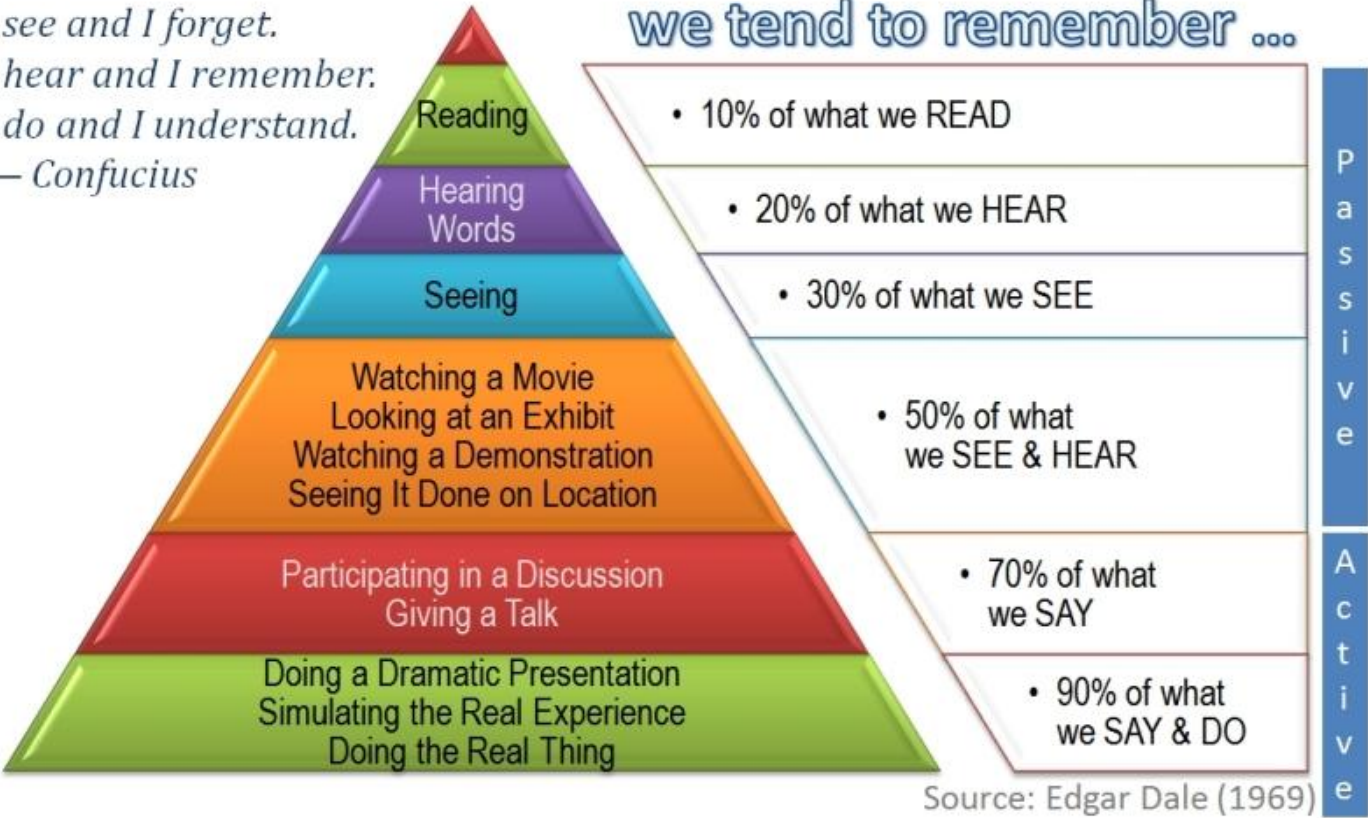 see and I forget.
hear and I remember.
do and I understand.
– Confucius
we tend to remember ...
Reading
• 10% of what we READ
Hearing
Words
• 20% of what we HEAR
Seeing
• 30% of what we SEE
Watching a Movie
Looking at an Exhibit
Watching a Demonstration
Seeing It Done on Location
• 50% of what
we SEE & HEAR
Participating in a Discussion
Giving a Talk
• 70% of what
we SAY
Doing a Dramatic Presentation
Simulating the Real Experience
Doing the Real Thing
• 90% of what
we SAY & DO
Passive
Active
Source: Edgar Dale (1969)